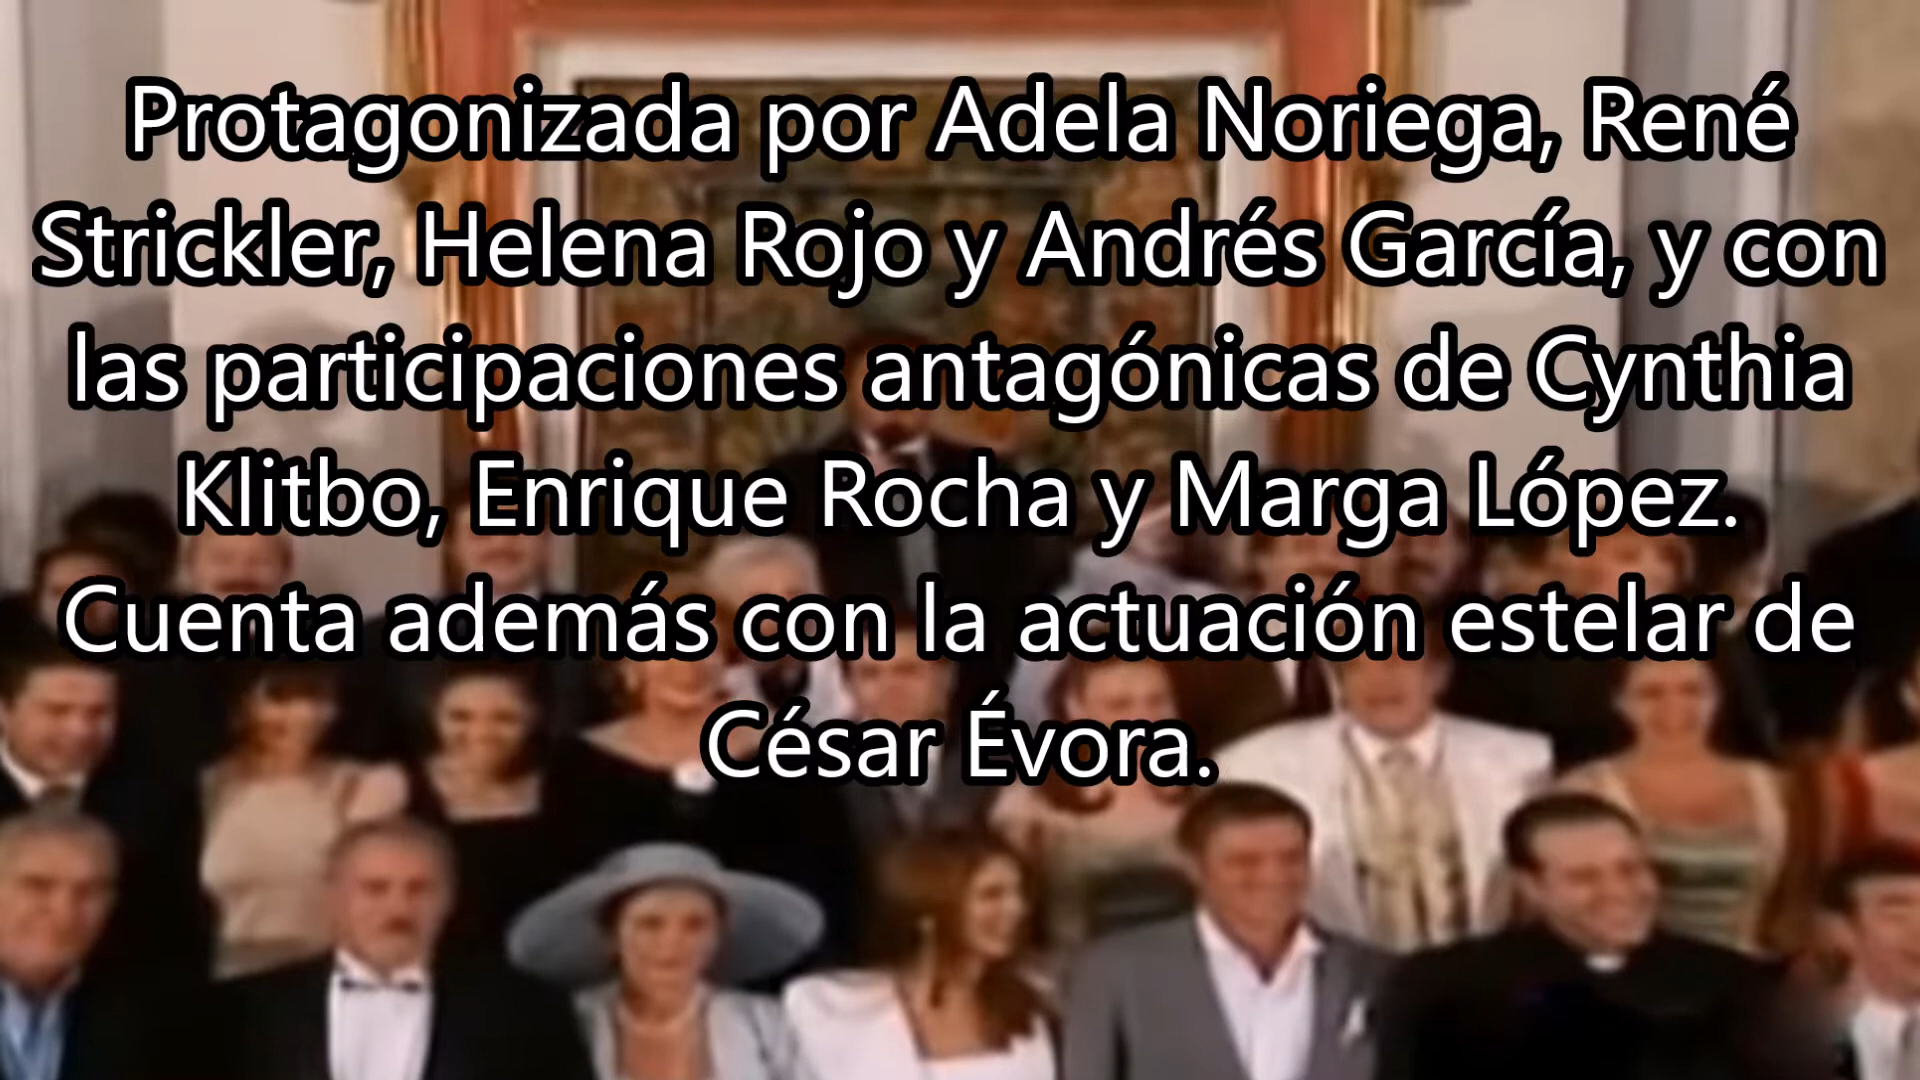 Protagonizada por Adela Noriega, René
Strickler, Helena Rojo y Andrés García, y con
las participaciones antagónicas de Cynthia
Klitbo, Enrique Rocha y Marga López.
Cuenta además con la actuación estelar de
César Évora.